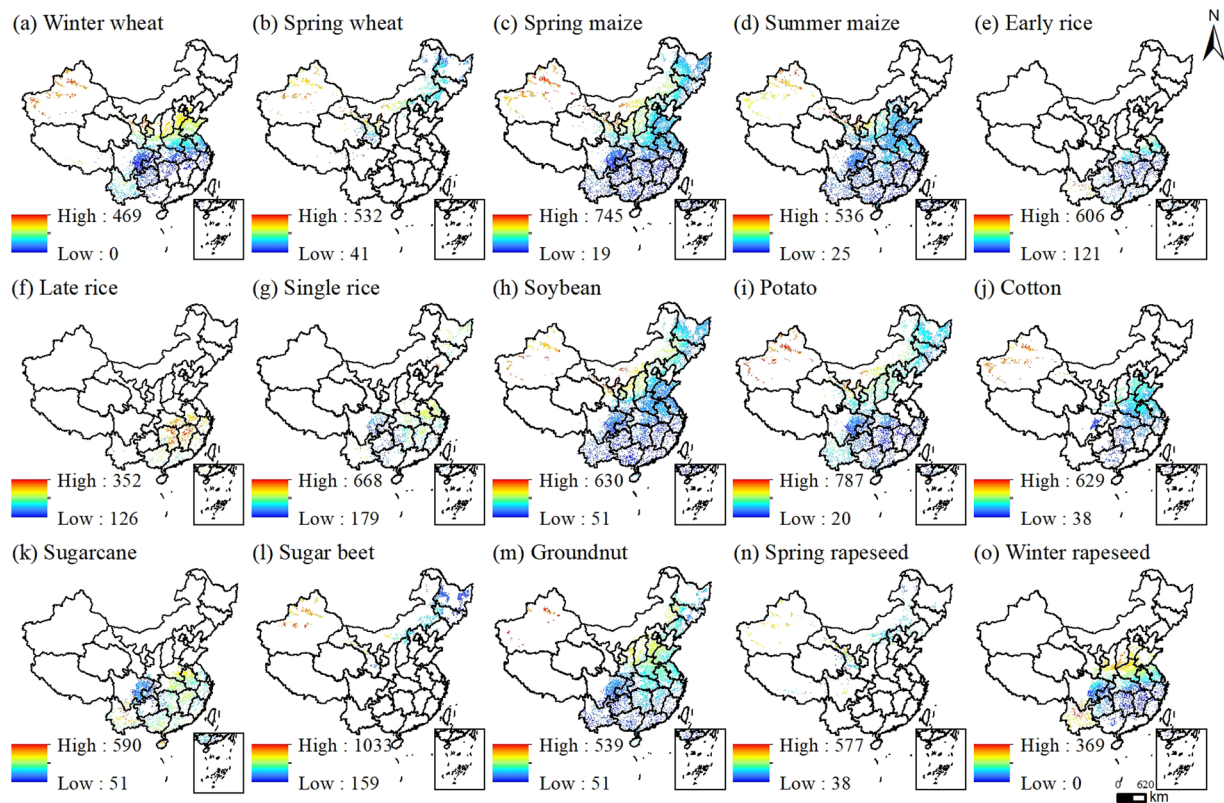 (a) Winter wheat
(b) Spring wheat
(c) Spring maize
(d) Summer maize
(e) Early rice
N
High : 469
Low : 0
High : 532
Low : 41
High : 745
Low : 19
High : 536
Low : 25
High : 606
Low : 121
(f) Late rice
(g) Single rice
(h) Soybean
(i) Potato
(j) Cotton
High : 352
Low : 126
High : 668
Low : 179
High : 630
Low : 51
High : 787
Low : 20
High : 629
Low : 38
(k) Sugarcane
(l) Sugar beet
(m) Groundnut
(n) Spring rapeseed
(o) Winter rapeseed
High : 590
Low : 51
High : 1033
Low : 159
High : 539
Low : 51
High : 577
Low : 38
High : 369
Low : 0
0 620
km